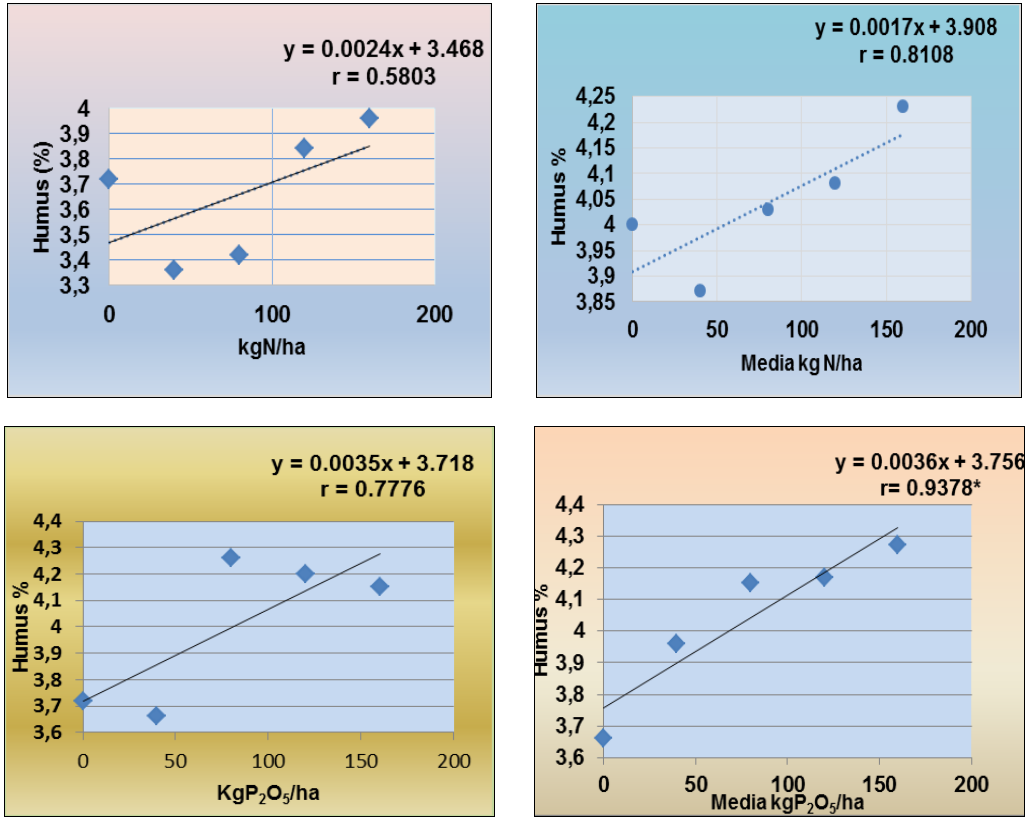 y = 0.0024x + 3.468
r = 0.5803
Humus (%)
4
3,9
3,8
3,7
3,6
3,5
3,4
3,3
0 100 200
kgN/ha
y = 0.0017x + 3.908
r = 0.8108
Humus %
4,25
4,2
4,15
4,1
4,05
4
3,95
3,9
3,85
0 50 100 150 200
Media kg N/ha
y = 0.0035x + 3.718
r = 0.7776
Humus %
4,4
4,3
4,2
4,1
4
3,9
3,8
3,7
3,6
0 50 100 150 200
KgP₂O₅/ha
y = 0.0036x + 3.756
r= 0.9378*
Humus %
4,4
4,3
4,2
4,1
4
3,9
3,8
3,7
3,6
0 50 100 150 200
Media kgP₂O₅/ha